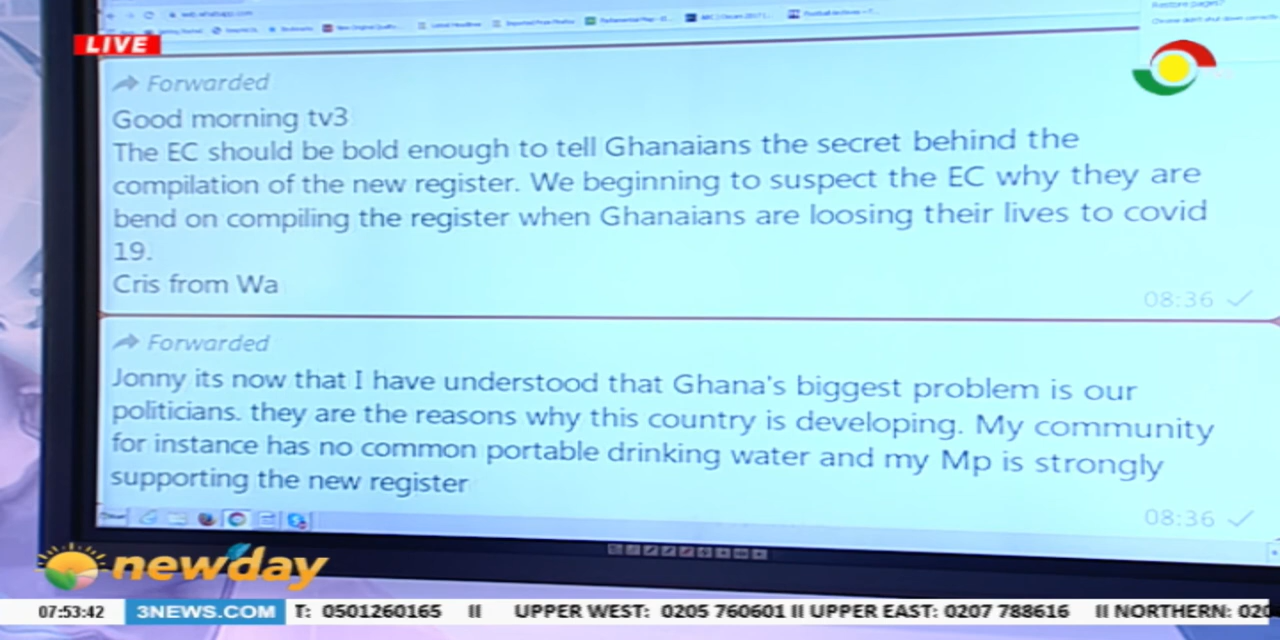 LIVE
Forwarded
Good morning tv3
The EC should be bold enough to tell Ghanaians the secret behind the
compilation of the new register. We beginning to suspect the EC why they are
bend on compiling the register when Ghanaians are loosing their lives to covid
19.
Cris from Wa
08:36
Forwarded
Jonny its now that I have understood that Ghana's biggest problem is our
politicians. they are the reasons why this country is developing. My community
for instance has no common portable drinking water and my Mp is strongly
supporting the new register
08:36
newday
07:53:42 3NEWS.COM T: 0501260165 II UPPER WEST: 0205 760601 II UPPER EAST: 0207 788616 II NORTHERN: 020